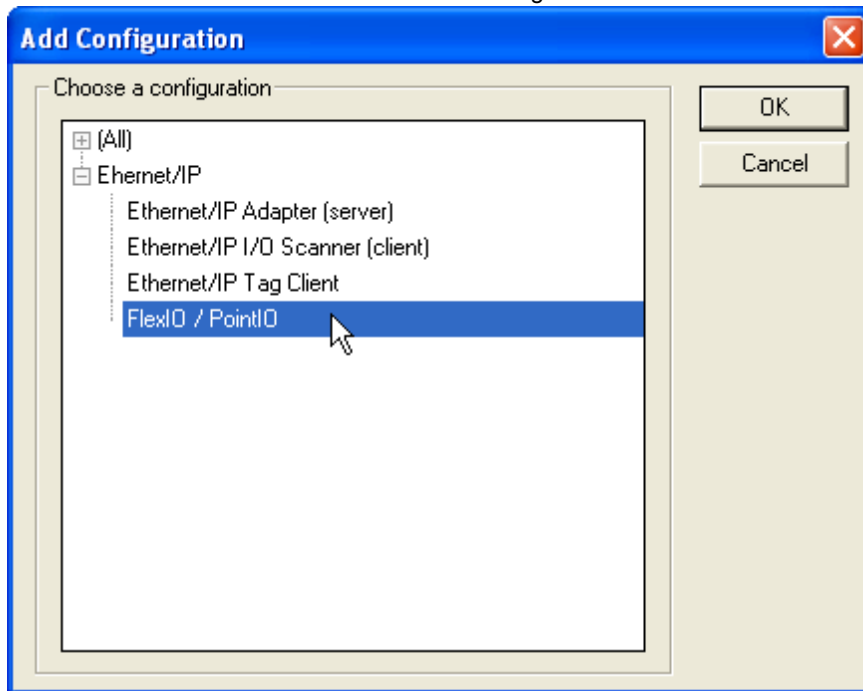 Add Configuration
Choose a configuration
OK
Cancel
(All)
Ehernet/IP
Ethernet/IP Adapter (server)
Ethernet/IP I/O Scanner (client)
Ethernet/IP Tag Client
FlexIO / PointIO